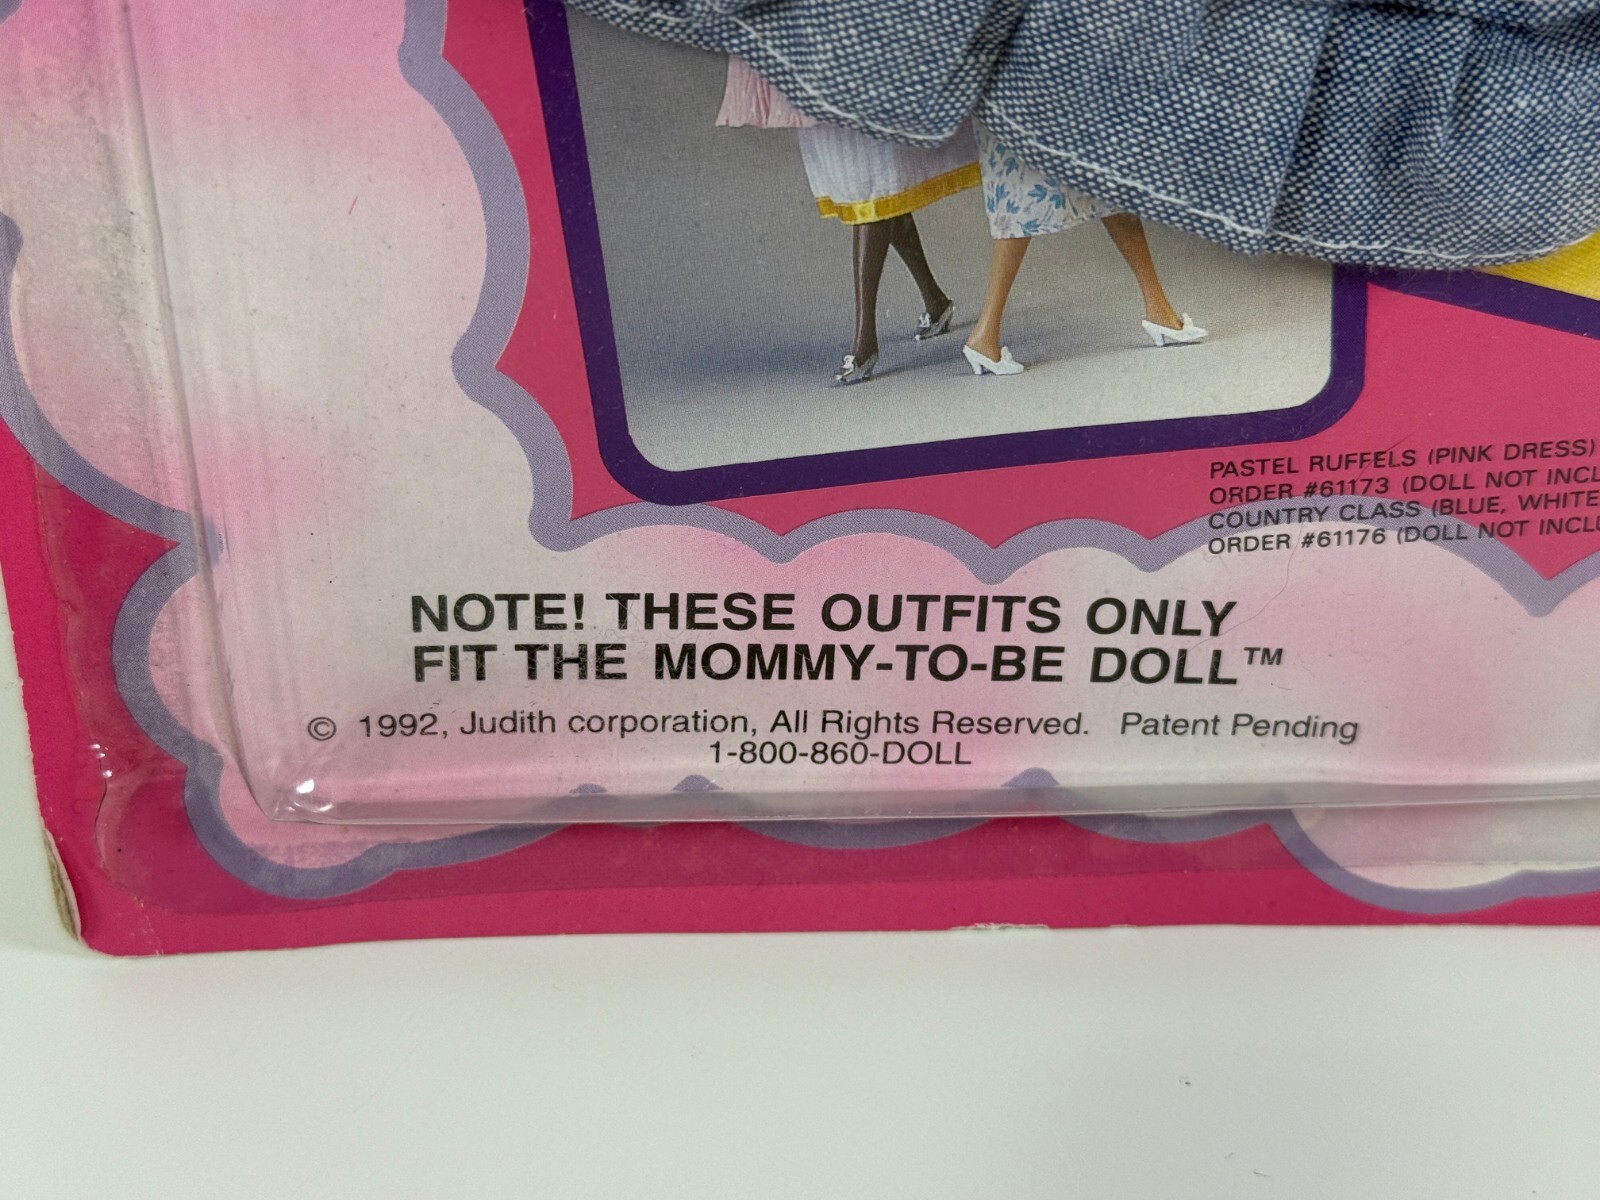 PASTEL RUFFELS (PINK DRESS)
ORDER #61173 (DOLL NOT INCL
COUNTRY CLASS (BLUE, WHITE
ORDER #61176 (DOLL NOT INCLU
NOTE! THESE OUTFITS ONLY
FIT THE MOMMY-TO-BE DOLL™
© 1992, Judith corporation, All Rights Reserved. Patent Pending
1-800-860-DOLL